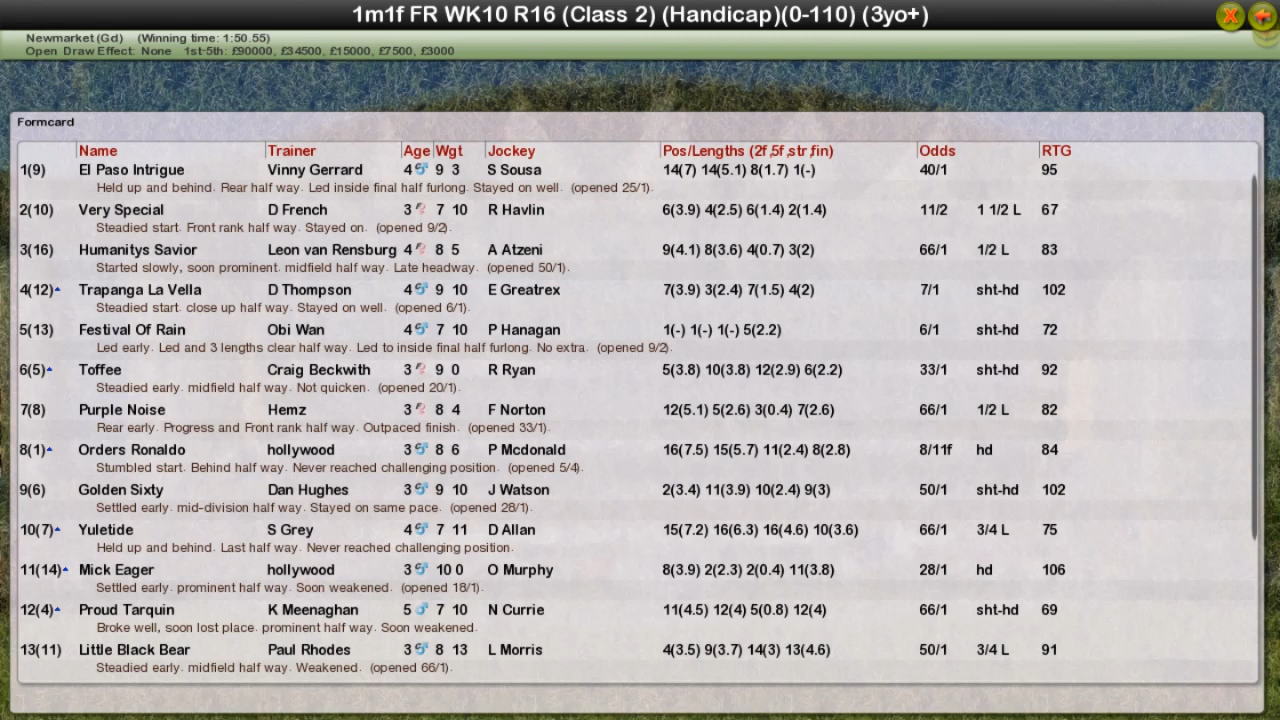 1m1f FR WK10 R16 (Class 2) (Handicap)(0-110) (3yo+)
Newmarket (Gd) (Winning time: 1:50.55)
Open Draw Effect: None 1st-5th: £90000, £34500, £15000, £7500, £3000
Formcard
Name Trainer Age Wgt Jockey Pos/Lengths (2f,5f,str,fin) Odds RTG
1(9) El Paso Intrigue Vinny Gerrard 4 9 3 S Sousa 14(7) 14(5.1) 8(1.7) 1(-) 40/1 95
Held up and behind. Rear half way. Led inside final half furlong. Stayed on well. (opened 25/1).
2(10) Very Special D French 3 7 10 R Havlin 6(3.9) 4(2.5) 6(1.4) 2(1.4) 11/2 1 1/2 L 67
Steadied start. Front rank half way. Stayed on. (opened 9/2).
3(16) Humanitys Savior Leon van Rensburg 4 8 5 A Atzeni 9(4.1) 8(3.6) 4(0.7) 3(2) 66/1 1/2 L 83
Started slowly, soon prominent. midfield half way. Late headway. (opened 50/1).
4(12) Trapanga La Vella D Thompson 4 9 10 E Greatrex 7(3.9) 3(2.4) 7(1.5) 4(2) 7/1 sht-hd 102
Steadied start. close up half way. Stayed on well. (opened 6/1).
5(13) Festival Of Rain Obi Wan 4 7 10 P Hanagan 1(-) 1(-) 1(-) 5(2.2) 6/1 sht-hd 72
Led early. Led and 3 lengths clear half way. Led to inside final half furlong. No extra. (opened 9/2).
6(5) Toffee Craig Beckwith 3 9 0 R Ryan 5(3.8) 10(3.8) 12(2.9) 6(2.2) 33/1 sht-hd 92
Steadied early. midfield half way. Not quicken. (opened 20/1).
7(8) Purple Noise Hemz 3 8 4 F Norton 12(5.1) 5(2.6) 3(0.4) 7(2.6) 66/1 1/2 L 82
Rear early. Progress and Front rank half way. Outpaced finish. (opened 33/1).
8(1) Orders Ronaldo hollywood 3 8 6 P Mcdonald 16(7.5) 15(5.7) 11(2.4) 8(2.8) 8/11f hd 84
Stumbled start. Behind half way. Never reached challenging position. (opened 5/4).
9(6) Golden Sixty Dan Hughes 3 9 10 J Watson 2(3.4) 11(3.9) 10(2.4) 9(3) 50/1 sht-hd 102
Settled early. mid-division half way. Stayed on same pace. (opened 28/1).
10(7) Yuletide S Grey 4 7 11 D Allan 15(7.2) 16(6.3) 16(4.6) 10(3.6) 66/1 3/4 L 75
Held up and behind. Last half way. Never reached challenging position.
11(14) Mick Eager hollywood 3 10 0 O Murphy 8(3.9) 2(2.3) 2(0.4) 11(3.8) 28/1 hd 106
Settled early. prominent half way. Soon weakened. (opened 18/1).
12(4) Proud Tarquin K Meenaghan 5 7 10 N Currie 11(4.5) 12(4) 5(0.8) 12(4) 66/1 sht-hd 69
Broke well, soon lost place. prominent half way. Soon weakened.
13(11) Little Black Bear Paul Rhodes 3 8 13 L Morris 4(3.5) 9(3.7) 14(3) 13(4.6) 50/1 3/4 L 91
Steadied early. midfield half way. Weakened. (opened 66/1).